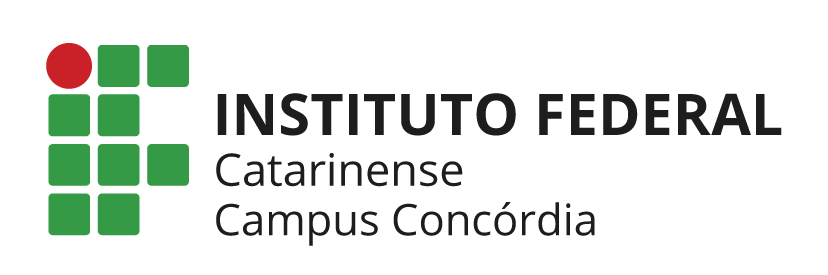 INSTITUTO FEDERAL
Catarinense
Campus Concórdia